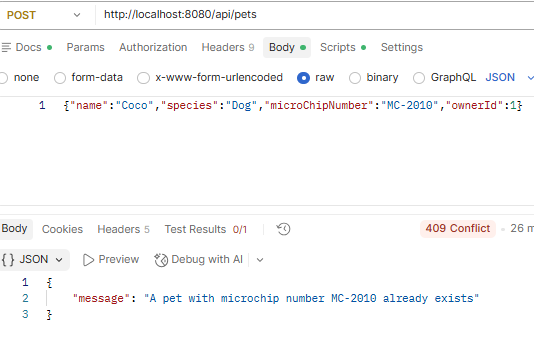 POST http://localhost:8080/api/pets
Docs Params Authorization Headers 9 Body Scripts Settings
none form-data x-www-form-urlencoded raw binary GraphQL JSON
1 {"name":"Coco","species":"Dog","microChipNumber":"MC-2010","ownerId":1}
Body Cookies Headers 5 Test Results 0/1 409 Conflict 26 m
{} JSON Preview Debug with AI
1 {
2 "message": "A pet with microchip number MC-2010 already exists"
3 }